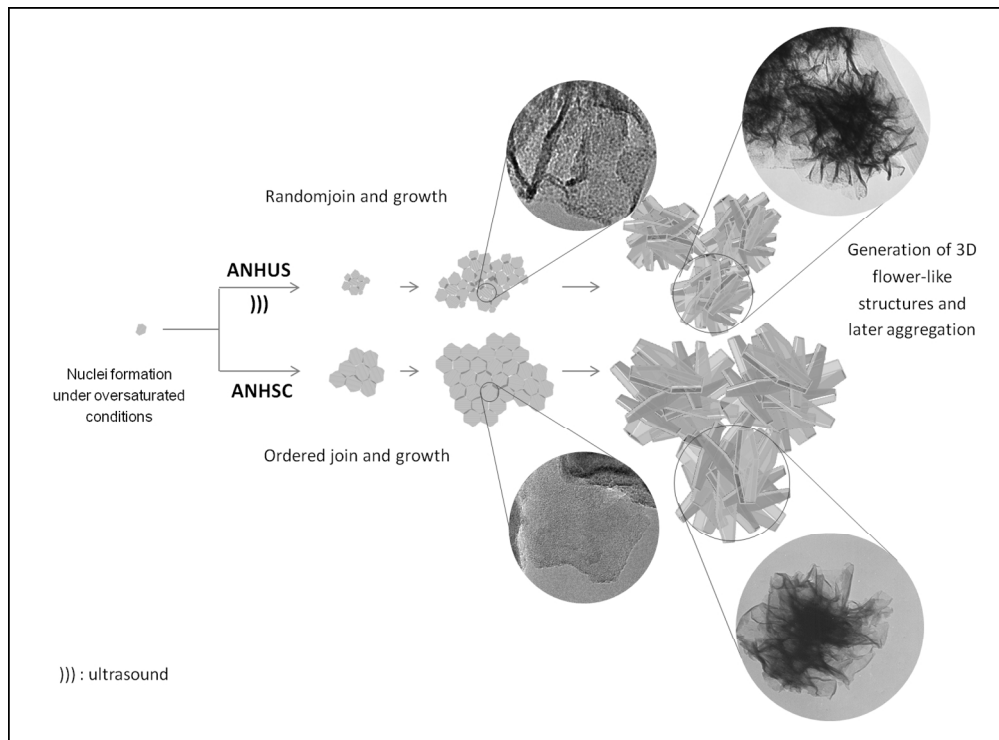 Randomjoin and growth
ANHUS
)))
Nuclei formation
under oversaturated
conditions
ANHSC
Ordered join and growth
Generation of 3D
flower-like
structures and
later aggregation
))) : ultrasound